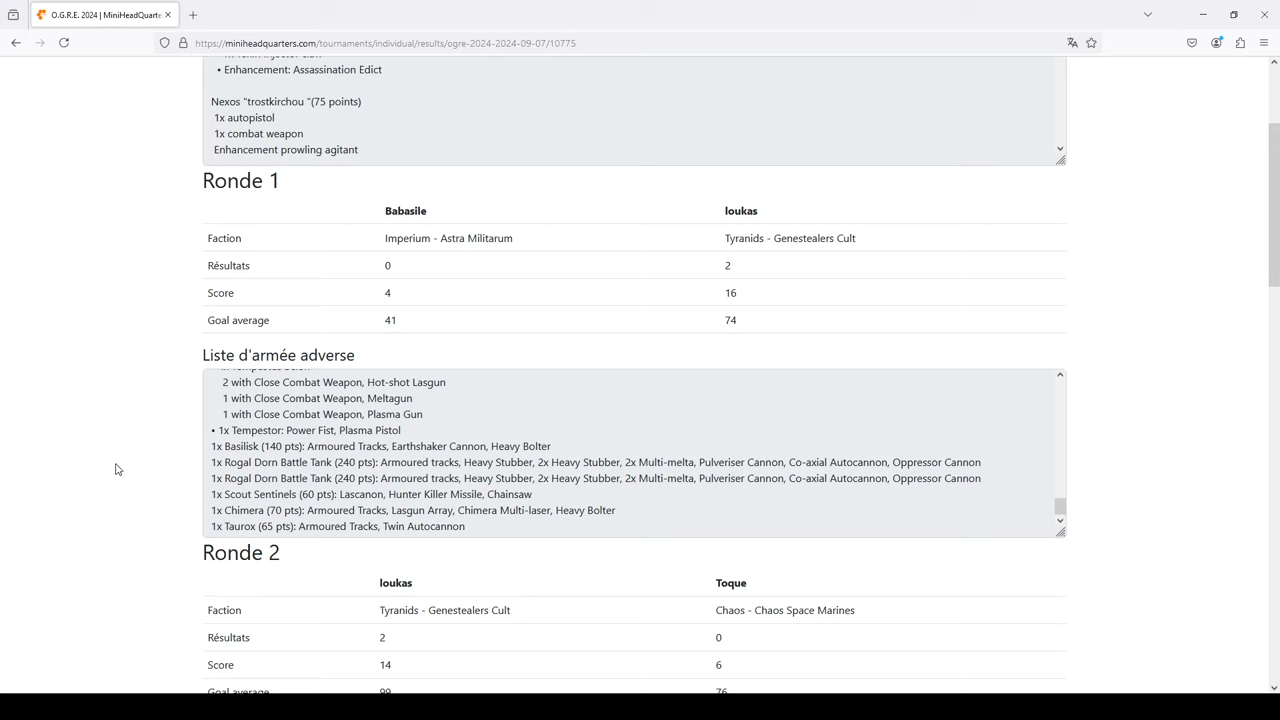 O.G.R.E. 2024 | MiniHeadQuarte
https://miniheadquarters.com/tournaments/individual/results/ogre-2024-2024-09-07/10775
• Enhancement: Assassination Edict
Nexos "trostkirchou "(75 points)
1x autopistol
1x combat weapon
Enhancement prowling agitant
Ronde 1
Babasile loukas
Faction Imperium - Astra Militarum Tyranids - Genestealers Cult
Résultats 0 2
Score 4 16
Goal average 41 74
Liste d'armée adverse
2 with Close Combat Weapon, Hot-shot Lasgun
1 with Close Combat Weapon, Meltagun
1 with Close Combat Weapon, Plasma Gun
• 1x Tempestor: Power Fist, Plasma Pistol
1x Basilisk (140 pts): Armoured Tracks, Earthshaker Cannon, Heavy Bolter
1x Rogal Dorn Battle Tank (240 pts): Armoured tracks, Heavy Stubber, 2x Heavy Stubber, 2x Multi-melta, Pulveriser Cannon, Co-axial Autocannon, Oppressor Cannon
1x Rogal Dorn Battle Tank (240 pts): Armoured tracks, Heavy Stubber, 2x Heavy Stubber, 2x Multi-melta, Pulveriser Cannon, Co-axial Autocannon, Oppressor Cannon
1x Scout Sentinels (60 pts): Lascanon, Hunter Killer Missile, Chainsaw
1x Chimera (70 pts): Armoured Tracks, Lasgun Array, Chimera Multi-laser, Heavy Bolter
1x Taurox (65 pts): Armoured Tracks, Twin Autocannon
Ronde 2
loukas Toque
Faction Tyranids - Genestealers Cult Chaos - Chaos Space Marines
Résultats 2 0
Score 14 6
Goal average 99 76